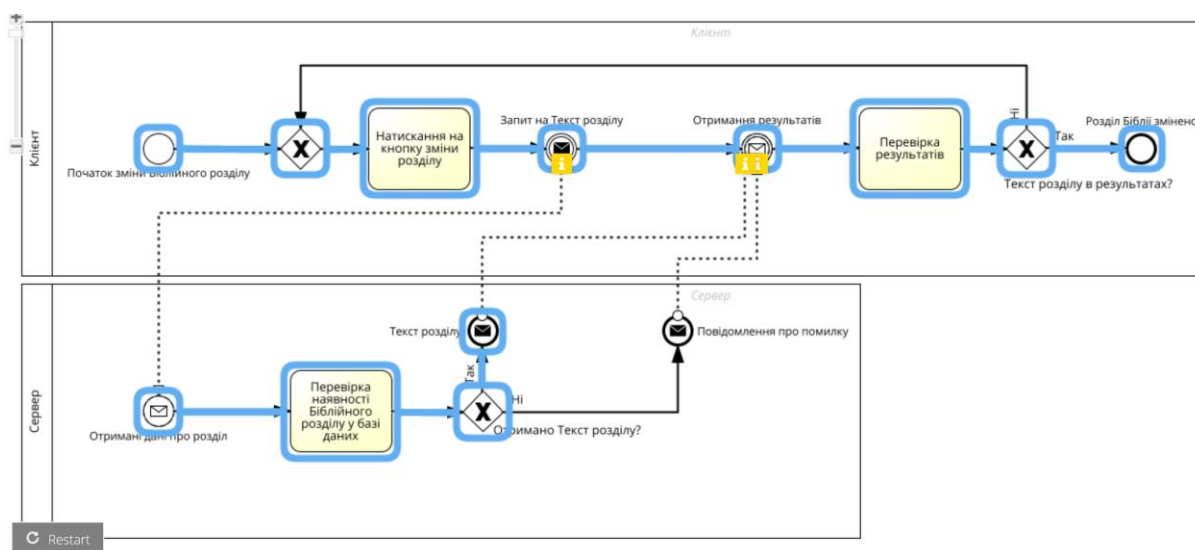 Клієнт
Клієнт
Ні
Запит на Текст розділу
Отримання результатів
Розділ Біблії змінено
Так
Натискання на
кнопку зміни
розділу
Перевірка
результатів
X
X
Початок зміни Біблійного розділу
Текст розділу в результатах?
i
i i
Сервер
Сервер
Текст розділу
Повідомлення про помилку
Так
Ні
Перевірка
наявності
Біблійного
розділу у базі
даних
X
Отримані дані про розділ
Отримано Текст розділу?
Restart